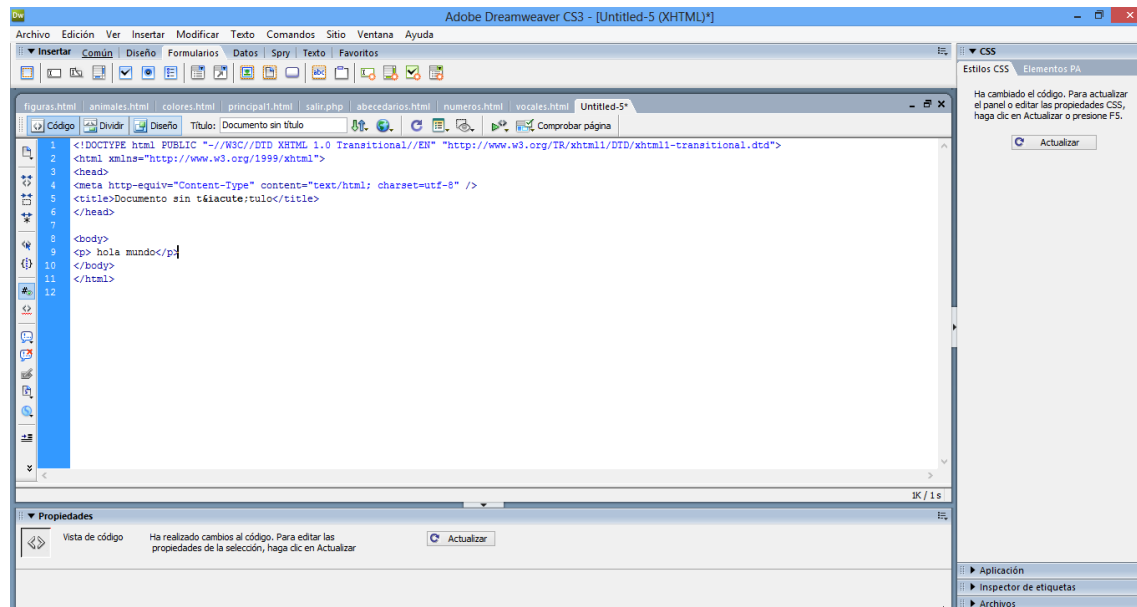 Dw Adobe Dreamweaver CS3 - [Untitled-5 (XHTML)*]
Archivo Edición Ver Insertar Modificar Texto Comandos Sitio Ventana Ayuda
▼ Insertar Común Diseño Formularios Datos Spry Texto Favoritos
abc
figuras.html animales.html colores.html principal1.html salir.php abecedarios.html numeros.html vocales.html Untitled-5*
Código Dividir Diseño Título: Documento sin título Comprobar página
1 <!DOCTYPE html PUBLIC "-//W3C//DTD XHTML 1.0 Transitional//EN" "http://www.w3.org/TR/xhtml1/DTD/xhtml1-transitional.dtd">
2 <html xmlns="http://www.w3.org/1999/xhtml">
3 <head>
4 <meta http-equiv="Content-Type" content="text/html; charset=utf-8" />
5 <title>Documento sin t&iacute;tulo</title>
6 </head>
7
8 <body>
9 <p> hola mundo</p>
10 </body>
11 </html>
12
1K / 1 s
▼ Propiedades
Vista de código
Ha realizado cambios al código. Para editar las
propiedades de la selección, haga clic en Actualizar
Actualizar
▼ CSS
Estilos CSS Elementos PA
Ha cambiado el código. Para actualizar
el panel o editar las propiedades CSS,
haga clic en Actualizar o presione F5.
Actualizar
▶ Aplicación
▶ Inspector de etiquetas
▶ Archivos